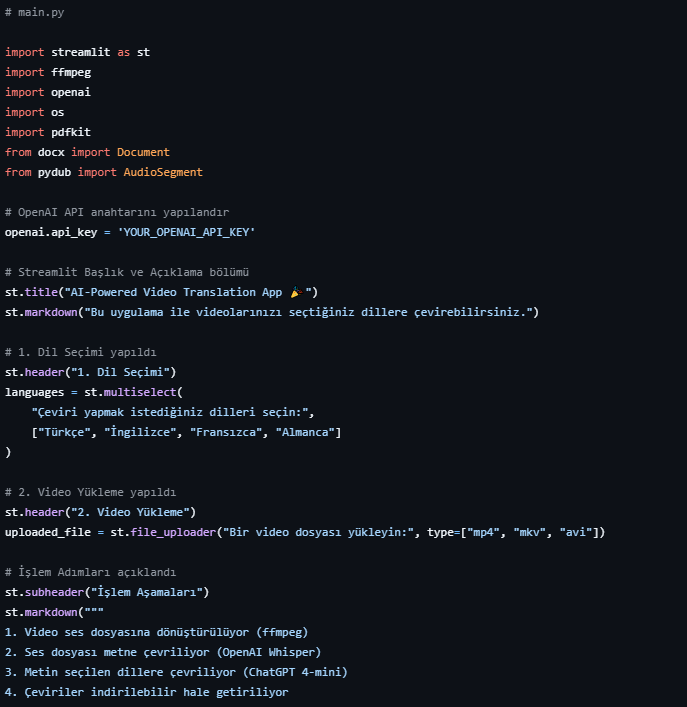 # main.py
import streamlit as st
import ffmpeg
import openai
import os
import pdfkit
from docx import Document
from pydub import AudioSegment
# OpenAI API anahtarını yapılandır
openai.api_key = 'YOUR_OPENAI_API_KEY'
# Streamlit Başlık ve Açıklama bölümü
st.title("AI-Powered Video Translation App 🎉")
st.markdown("Bu uygulama ile videolarınızı seçtiğiniz dillere çevirebilirsiniz.")
# 1. Dil Seçimi yapıldı
st.header("1. Dil Seçimi")
languages = st.multiselect(
    "Çeviri yapmak istediğiniz dilleri seçin:",
    ["Türkçe", "İngilizce", "Fransızca", "Almanca"]
)
# 2. Video Yükleme yapıldı
st.header("2. Video Yükleme")
uploaded_file = st.file_uploader("Bir video dosyası yükleyin:", type=["mp4", "mkv", "avi"])
# İşlem Adımları açıklandı
st.subheader("İşlem Aşamaları")
st.markdown("""
1. Video ses dosyasına dönüştürülüyor (ffmpeg)
2. Ses dosyası metne çevriliyor (OpenAI Whisper)
3. Metin seçilen dillere çevriliyor (ChatGPT 4-mini)
4. Çeviriler indirilebilir hale getiriliyor